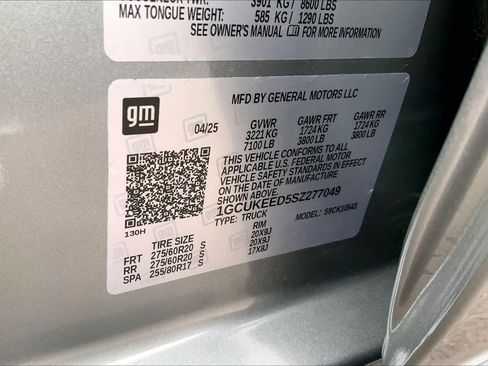 3901 KG/ 8600 LBS
MAX TONGUE WEIGHT: 585 KG/ 1290 LBS
SEE OWNER'S MANUAL FOR MORE INFORMATION
gm
MFD BY GENERAL MOTORS LLC
04/25 GVWR GAWR FRT GAWR RR
3221 KG 1724 KG 1724 KG
7100 LB 3800 LB 3800 LB
THIS VEHICLE CONFORMS TO ALL
APPLICABLE U.S. FEDERAL MOTOR
VEHICLE SAFETY STANDARDS IN
EFFECT ON THE DATE OF
MANUFACTURE SHOWN ABOVE.
1GCUKEED5SZ277049
TYPE: TRUCK
130H
TIRE SIZE RIM
FRT 275/60R20 S 20X9J
RR 275/60R20 S 20X9J
SPA 255/80R17 S 17X8J